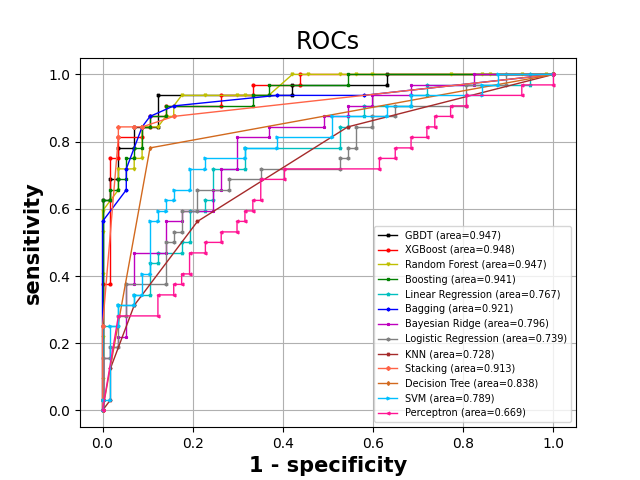 ROCs
sensitivity
1.0
0.8
0.6
0.4
0.2
0.0
GBDT (area=0.947)
XGBoost (area=0.948)
Random Forest (area=0.947)
Boosting (area=0.941)
Linear Regression (area=0.767)
Bagging (area=0.921)
Bayesian Ridge (area=0.796)
Logistic Regression (area=0.739)
KNN (area=0.728)
Stacking (area=0.913)
Decision Tree (area=0.838)
SVM (area=0.789)
Perceptron (area=0.669)
0.0 0.2 0.4 0.6 0.8 1.0
1 - specificity